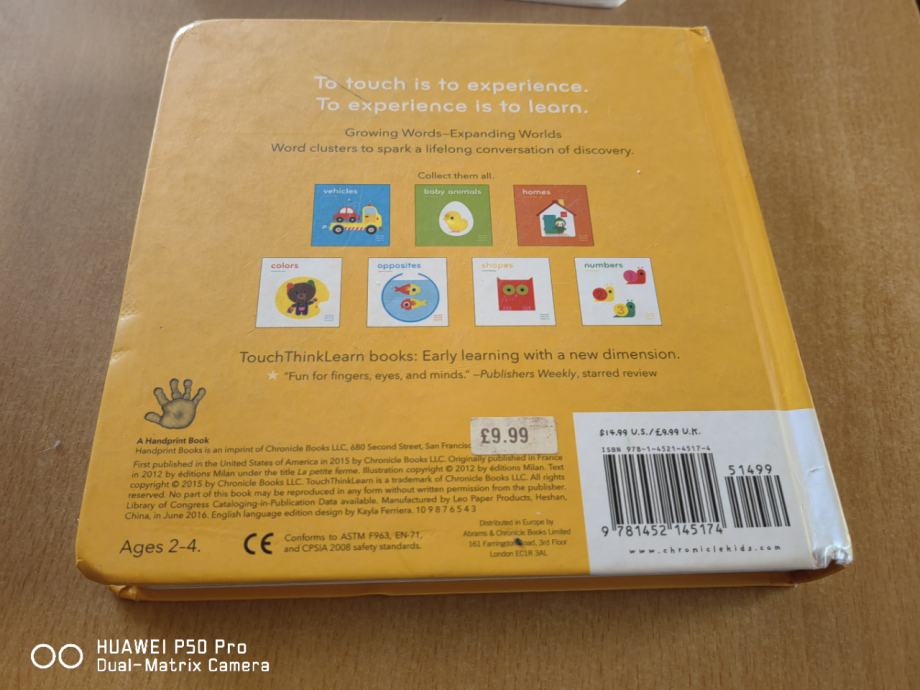 To touch is to experience.
To experience is to learn.
Growing Words–Expanding Worlds
Word clusters to spark a lifelong conversation of discovery.
Collect them all.
vehicles
baby animals
homes
colors
opposites
shapes
numbers
TouchThinkLearn books: Early learning with a new dimension.
"Fun for fingers, eyes, and minds." –Publishers Weekly, starred review
A Handprint Book
Handprint Books is an imprint of Chronicle Books LLC, 680 Second Street, San
£9.99
First published in the United States of America in 2015 by Chronicle Books LLC. Originally published in France
in 2012 by éditions Milan under the title La petite ferme. Illustration copyright © 2012 by éditions Milan. Text
copyright © 2015 by Chronicle Books LLC. TouchThinkLearn is a trademark of Chronicle Books LLC. All rights
reserved. No part of this book may be reproduced in any form without written permission from the publisher.
Library of Congress Cataloging-in-Publication Data available. Manufactured by Leo Paper Products, Heshan,
China, in June 2016. English language edition design by Kayla Ferriera. 10 9 8 7 6 5 4 3
Ages 2–4.
CE
Conforms to ASTM F963, EN-71,
and CPSIA 2008 safety standards.
Distributed in Europe by
Abrams & Chronicle Books Limited
161 Farringdon Road, 3rd Floor
London EC1R 3AL
$14.99 U.S./£9.99 U.K.
ISBN 978-1-4521-4517-4
51499
9 781452 145174
www.chroniclekids.com
HUAWEI P50 Pro
Dual-Matrix Camera